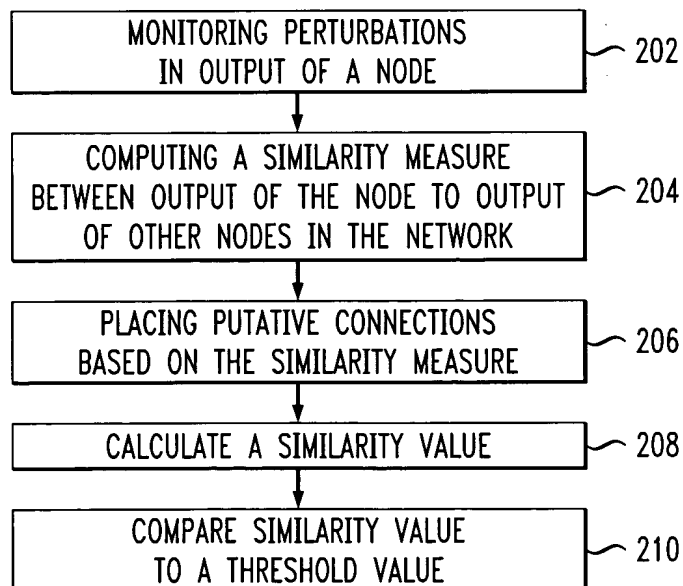 MONITORING PERTURBATIONS
IN OUTPUT OF A NODE
202
COMPUTING A SIMILARITY MEASURE
BETWEEN OUTPUT OF THE NODE TO OUTPUT
OF OTHER NODES IN THE NETWORK
204
PLACING PUTATIVE CONNECTIONS
BASED ON THE SIMILARITY MEASURE
206
CALCULATE A SIMILARITY VALUE
208
COMPARE SIMILARITY VALUE
TO A THRESHOLD VALUE
210